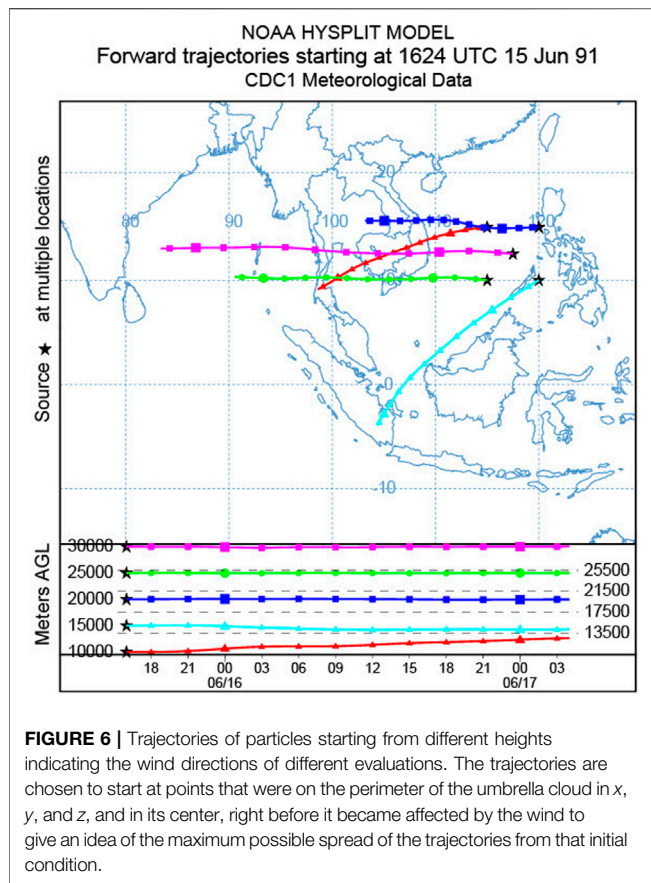 NOAA HYSPLIT MODEL
Forward trajectories starting at 1624 UTC 15 Jun 91
CDC1 Meteorological Data
Source ★ at multiple locations
20
80
90
100
0
-10
Meters AGL
30000
25000
20000
15000
10000
25500
21500
17500
13500
18 21 00 03 06 09 12 15 18 21 00 03
06/16 06/17
FIGURE 6 | Trajectories of particles starting from different heights
indicating the wind directions of different evaluations. The trajectories are
chosen to start at points that were on the perimeter of the umbrella cloud in x,
y, and z, and in its center, right before it became affected by the wind to
give an idea of the maximum possible spread of the trajectories from that initial
condition.